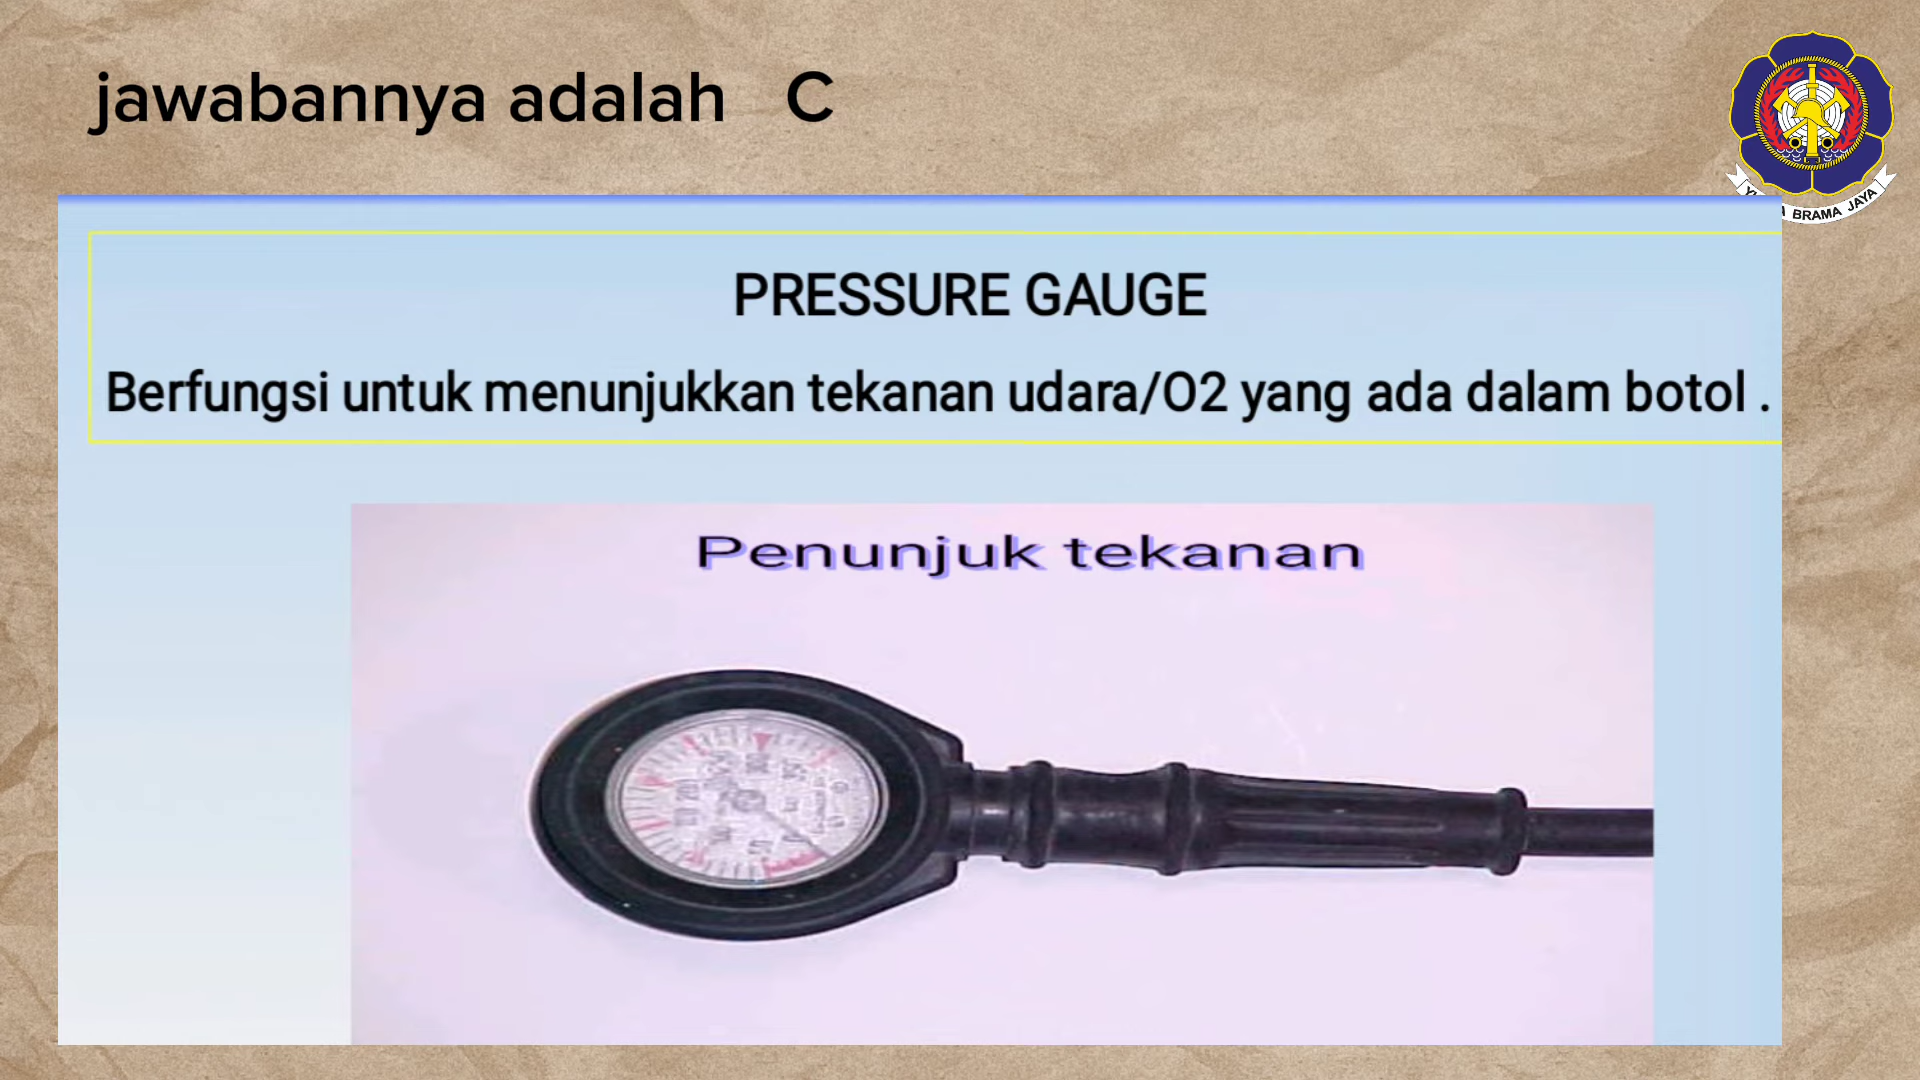 jawabannya adalah C
BRAMA JAYA
PRESSURE GAUGE
Berfungsi untuk menunjukkan tekanan udara/O2 yang ada dalam botol .
Penunjuk tekanan